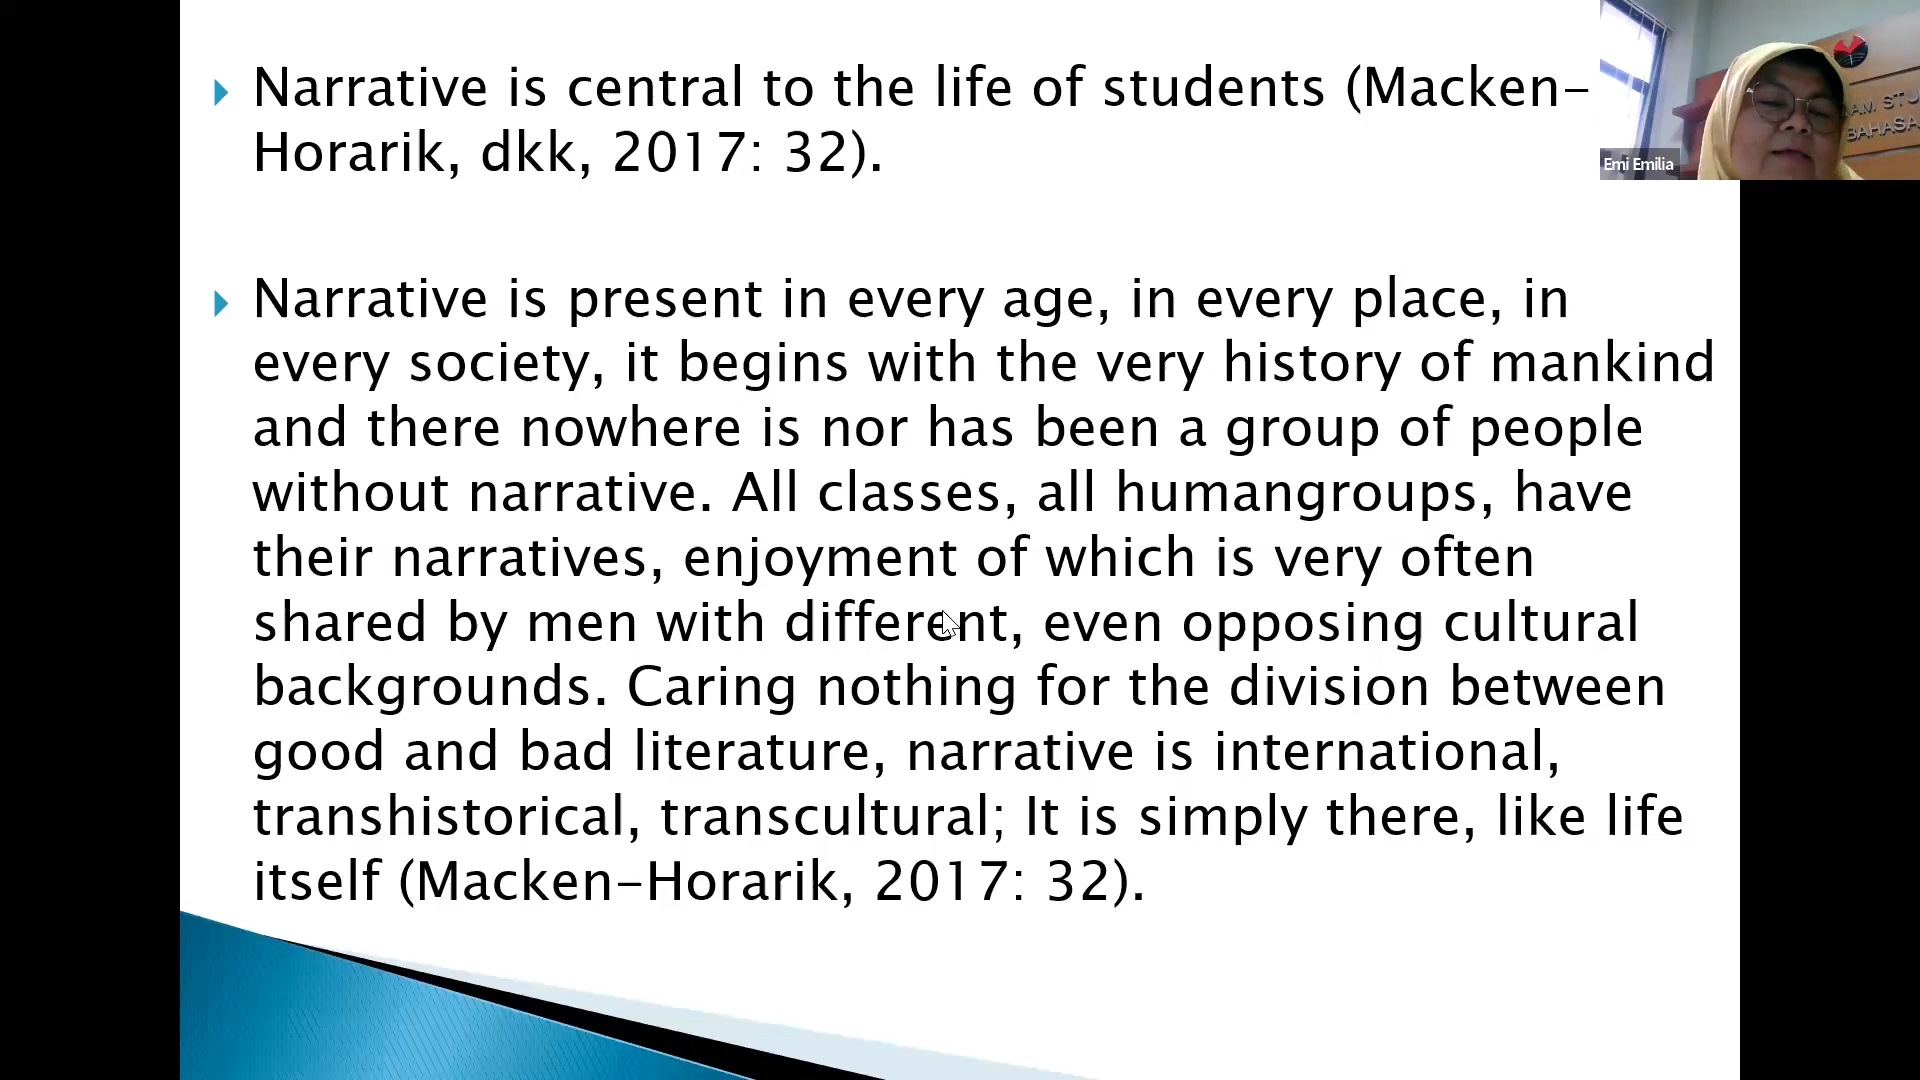 Narrative is central to the life of students (Macken-
Horarik, dkk, 2017: 32).
Narrative is present in every age, in every place, in
every society, it begins with the very history of mankind
and there nowhere is nor has been a group of people
without narrative. All classes, all humangroups, have
their narratives, enjoyment of which is very often
shared by men with different, even opposing cultural
backgrounds. Caring nothing for the division between
good and bad literature, narrative is international,
transhistorical, transcultural; It is simply there, like life
itself (Macken-Horarik, 2017: 32).
Emi Emilia
AM STU
BAHASA